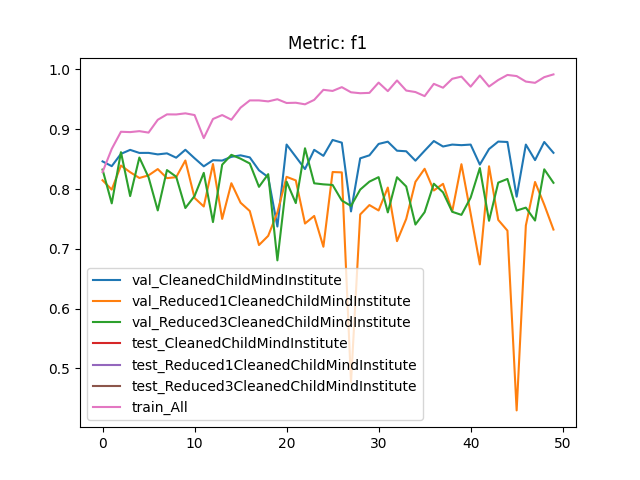 Metric: f1
1.0
0.9
0.8
0.7
0.6
0.5
val_CleanedChildMindInstitute
val_Reduced1CleanedChildMindInstitute
val_Reduced3CleanedChildMindInstitute
test_CleanedChildMindInstitute
test_Reduced1CleanedChildMindInstitute
test_Reduced3CleanedChildMindInstitute
train_All
0 10 20 30 40 50